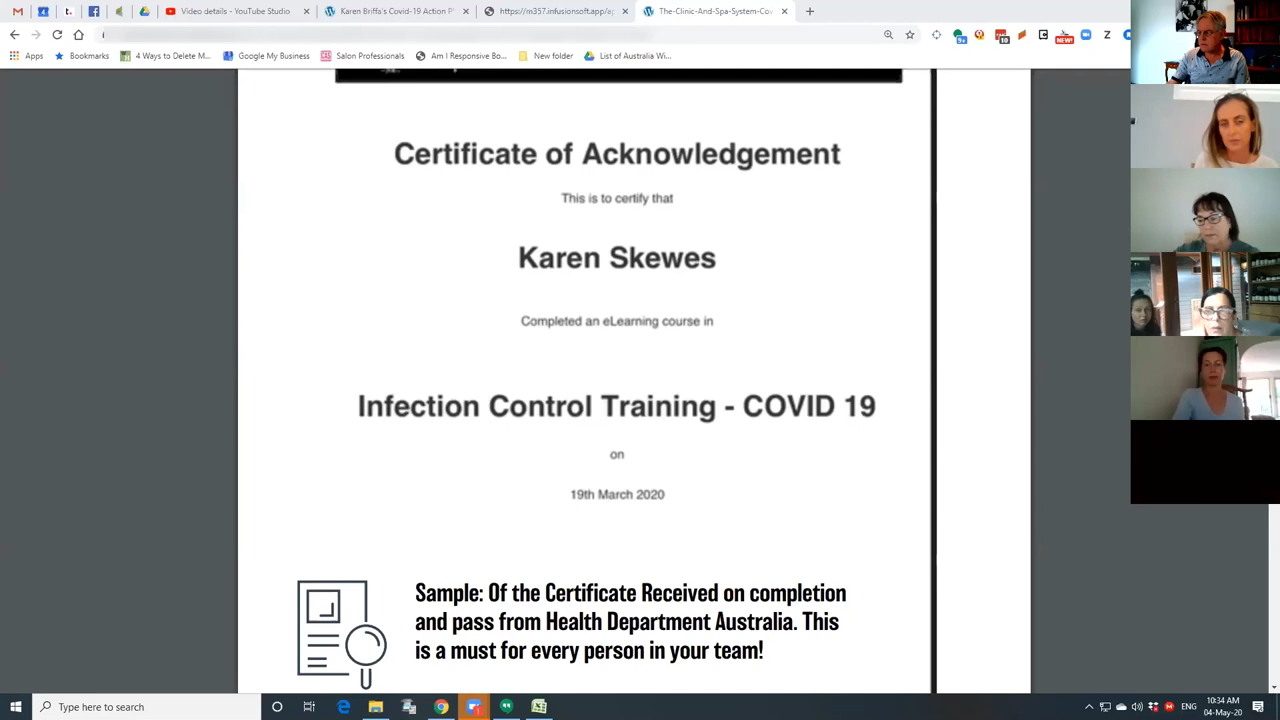 Video details - YouTube Studio
Karen Briffa's Covid-19 Action P
https://m357.infusionsoft.app/a
The-Clinic-And-Spa-System-Cov
Apps
Bookmarks
4 Ways to Delete M...
Google My Business
Salon Professionals
Am I Responsive Bo...
New folder
List of Australia Wi...
9+
10
NEW!
Z
Certificate of Acknowledgement
This is to certify that
Karen Skewes
Completed an eLearning course in
Infection Control Training - COVID 19
on
19th March 2020
Sample: Of the Certificate Received on completion
and pass from Health Department Australia. This
is a must for every person in your team!
Type here to search
ENG
10:34 AM
04-May-20